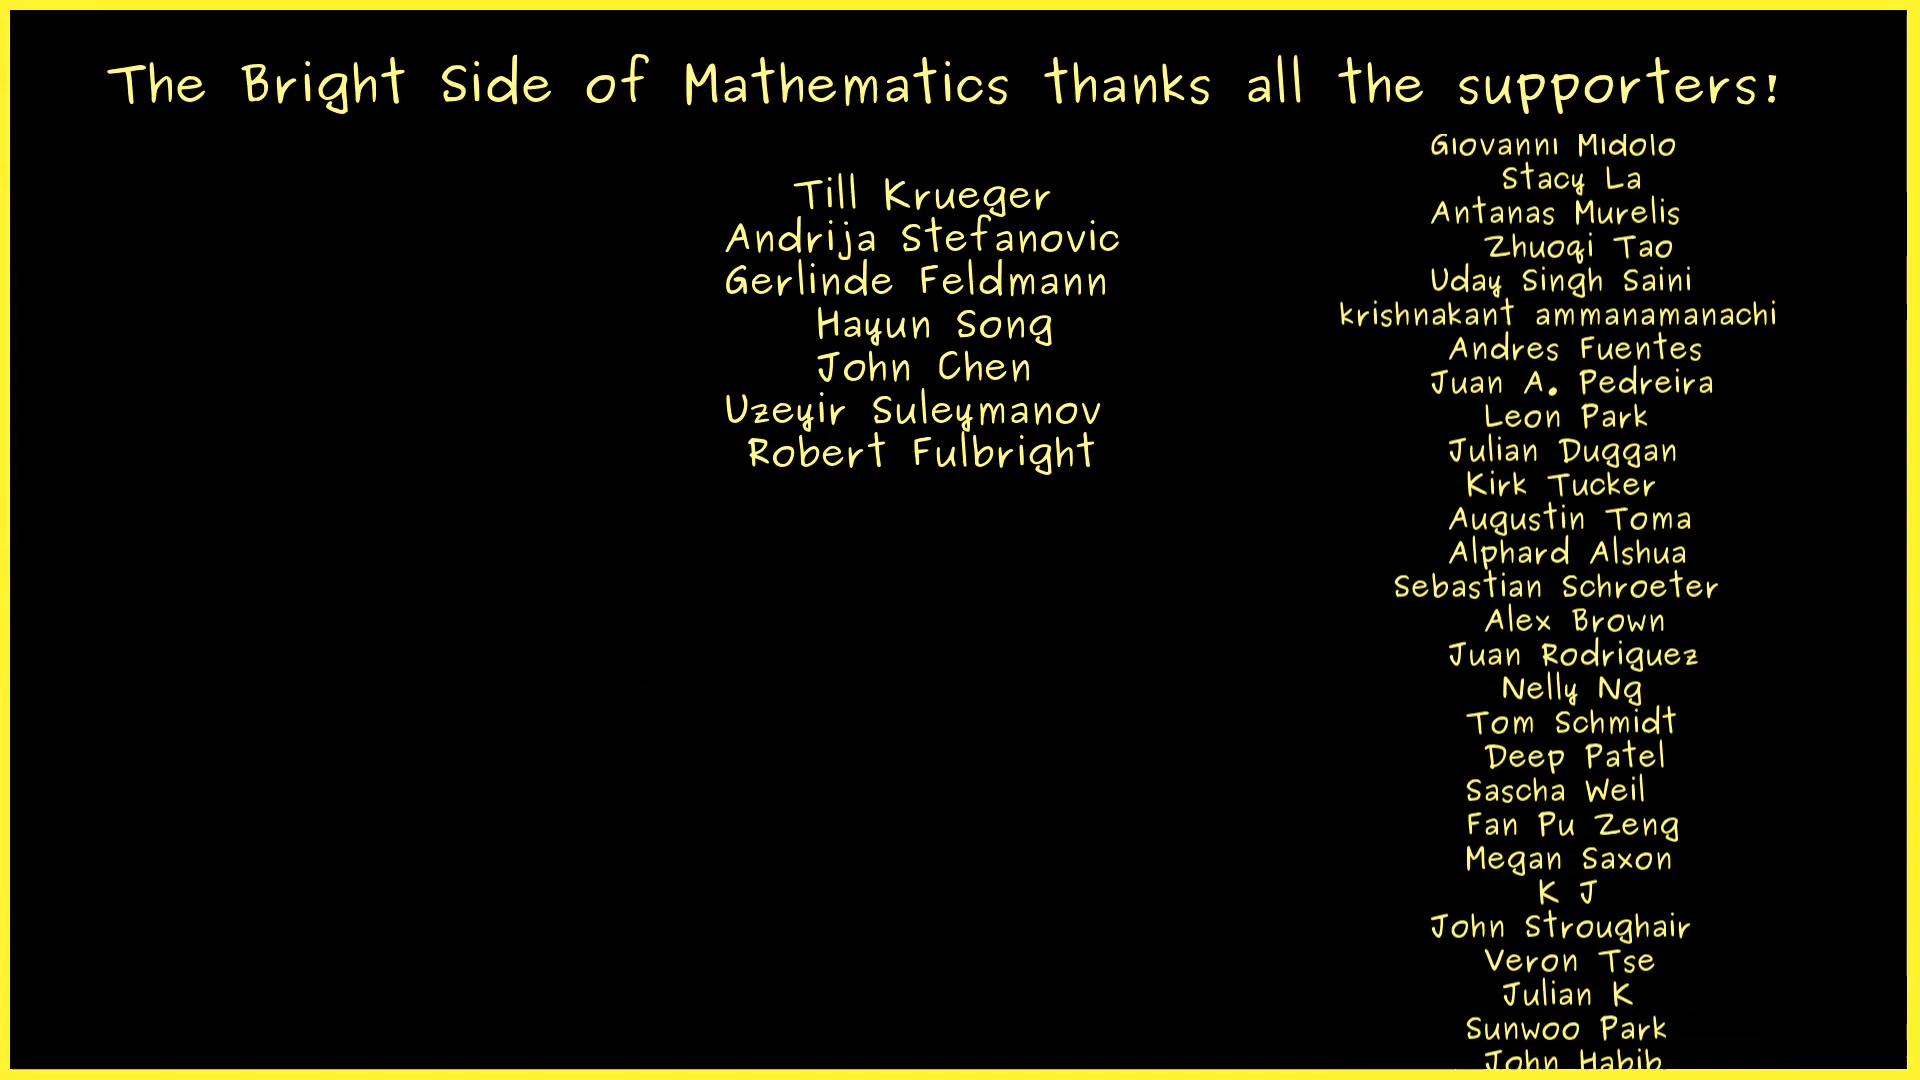 The Bright Side of Mathematics thanks all the supporters!
Till Krueger
Andrija Stefanovic
Gerlinde Feldmann
Hayun Song
John Chen
Uzeyir Suleymanov
Robert Fulbright
Giovanni Midolo
Stacy La
Antanas Murelis
Zhuoqi Tao
Uday Singh Saini
krishnakant ammanamanachi
Andres Fuentes
Juan A. Pedreira
Leon Park
Julian Duggan
Kirk Tucker
Augustin Toma
Alphard Alshua
Sebastian Schroeter
Alex Brown
Juan Rodriguez
Nelly Ng
Tom Schmidt
Deep Patel
Sascha Weil
Fan Pu Zeng
Megan Saxon
K J
John Stroughair
Veron Tse
Julian K
Sunwoo Park
John Habib